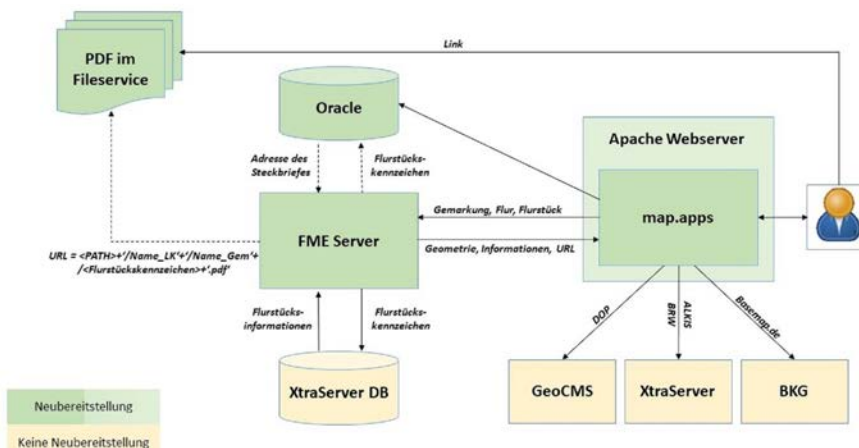 PDF im
Fileservice
Link
Oracle
Apache Webserver
Adresse des
Steckbriefes
Flurstücks-
kennzeichen
map.apps
Gemarkung, Flur, Flurstück
FME Server
Geometrie, Informationen, URL
URL = <PATH>+'/Name_LK'+'/Name_Gem'+
/<Flurstückskennzeichen>+'.pdf'
Flurstücks-
informationen
Flurstücks-
kennzeichen
DOP
ALKIS
BRW
Basemap.de
XtraServer DB
GeoCMS
XtraServer
BKG
Neubereitstellung
Keine Neubereitstellung